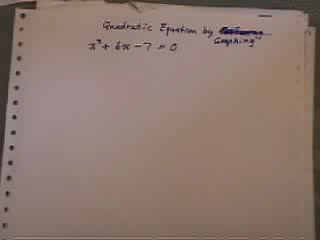 Quadratic Equation by Graphing
x² + 6x - 7 = 0